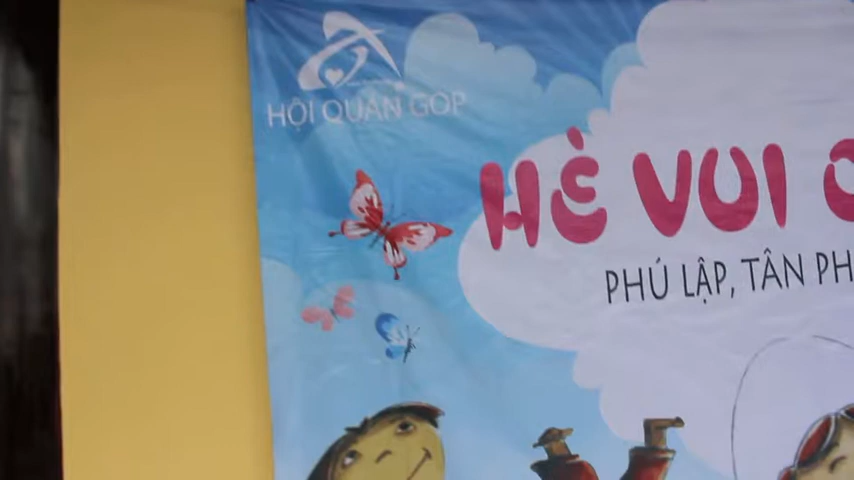 HỘI QUÁN GÓP
HÈ VUI
PHÚ LẬP, TÂN PH